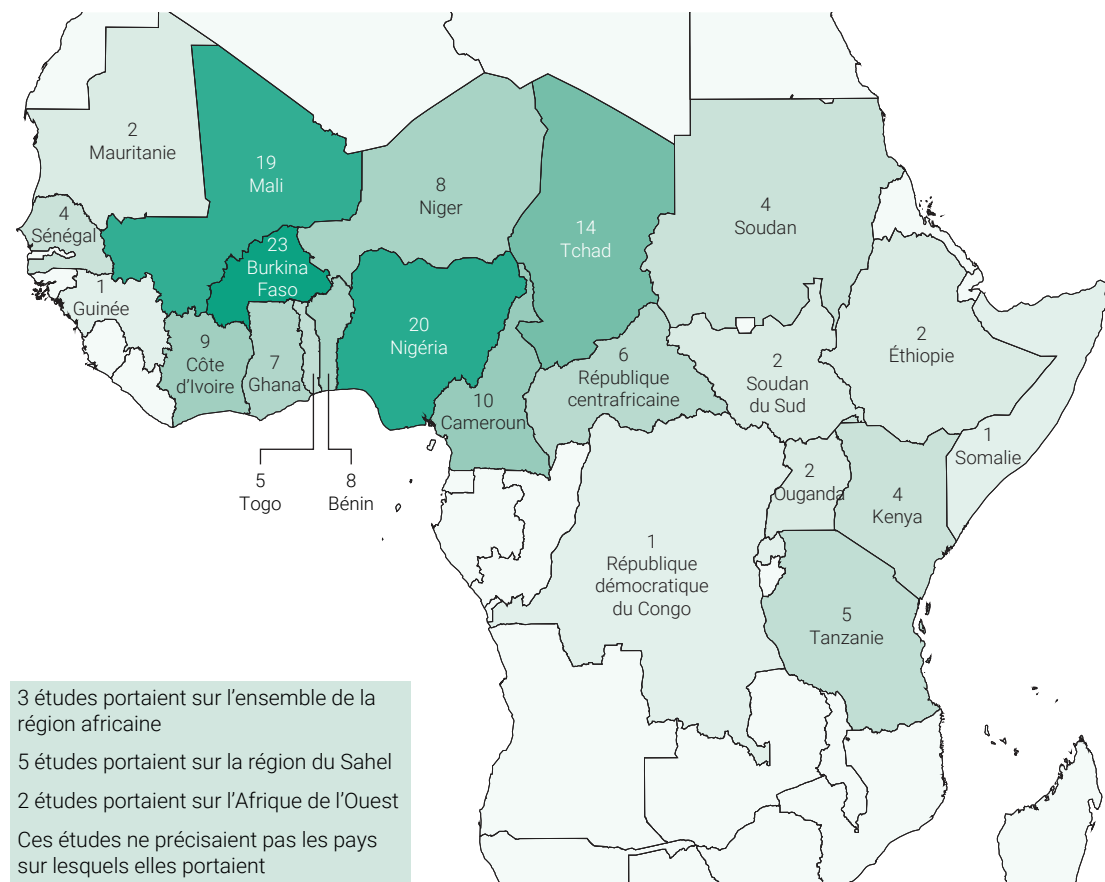 2
Mauritanie
19
Mali
8
Niger
14
Tchad
4
Soudan
4
Sénégal
23
Burkina
Faso
1
Guinée
20
Nigéria
9
Côte
d'Ivoire
7
Ghana
10
Cameroun
6
République
centrafricaine
2
Soudan
du Sud
2
Éthiopie
1
Somalie
5
Togo
8
Bénin
2
Ouganda
4
Kenya
1
République
démocratique
du Congo
5
Tanzanie
3 études portaient sur l'ensemble de la
région africaine
5 études portaient sur la région du Sahel
2 études portaient sur l'Afrique de l'Ouest
Ces études ne précisaient pas les pays
sur lesquels elles portaient